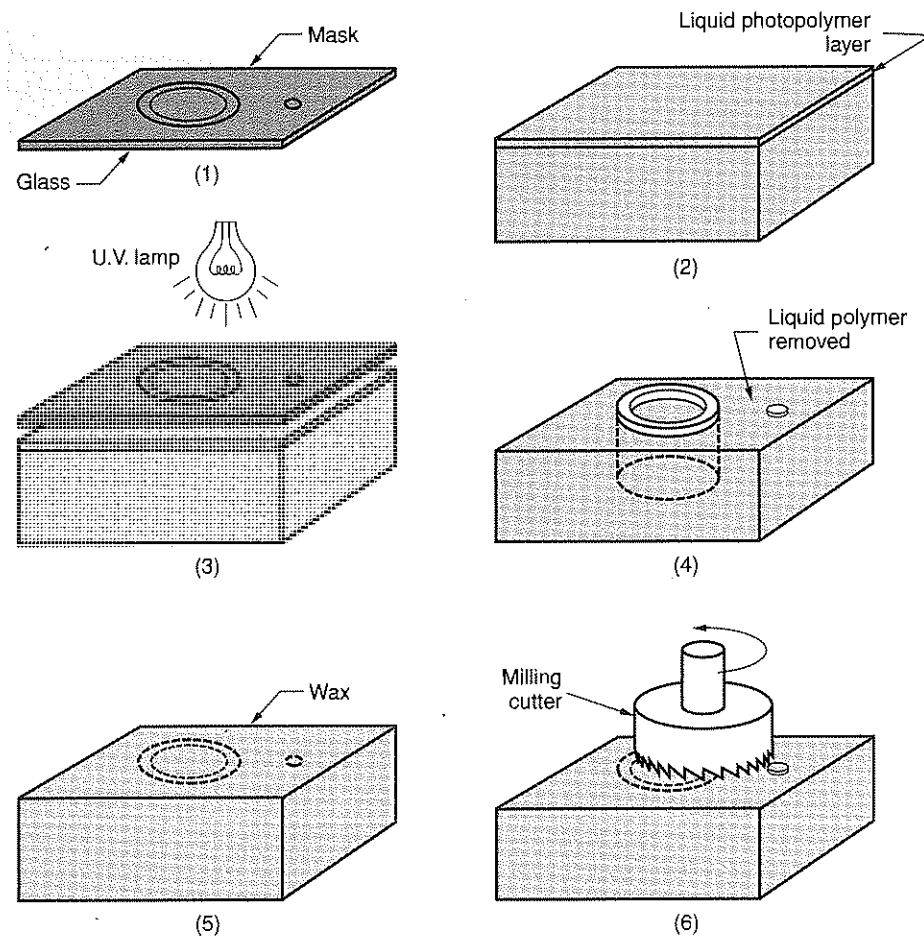 Mask
Glass
(1)
Liquid photopolymer
layer
(2)
U.V. lamp
(3)
Liquid polymer
removed
(4)
Wax
(5)
Milling
cutter
(6)